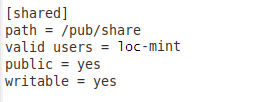 [shared]
path = /pub/share
valid users = loc-mint
public = yes
writable = yes